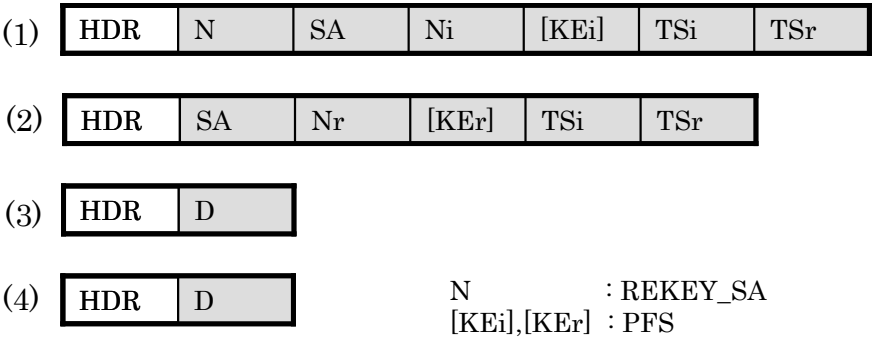 (1) HDR N SA Ni [KEi] TSi TSr
(2) HDR SA Nr [KEr] TSi TSr
(3) HDR D
(4) HDR D
N : REKEY_SA
[KEi],[KEr] : PFS